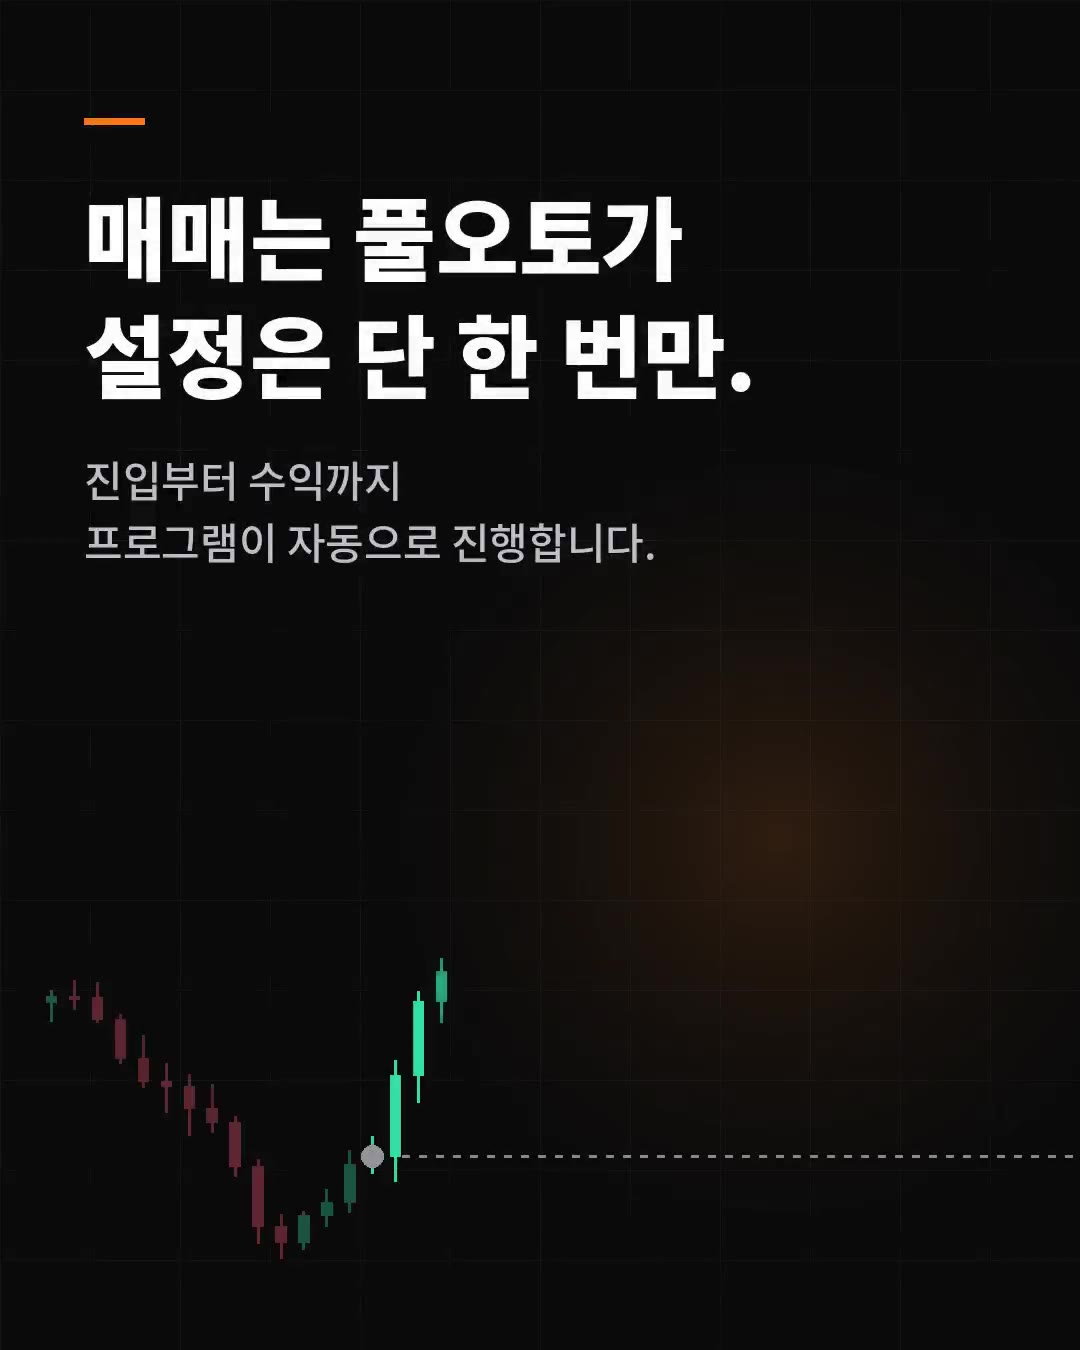 매매는 풀오토가
설정은 단 한 번만.
진입부터 수익까지
프로그램이 자동으로 진행합니다.